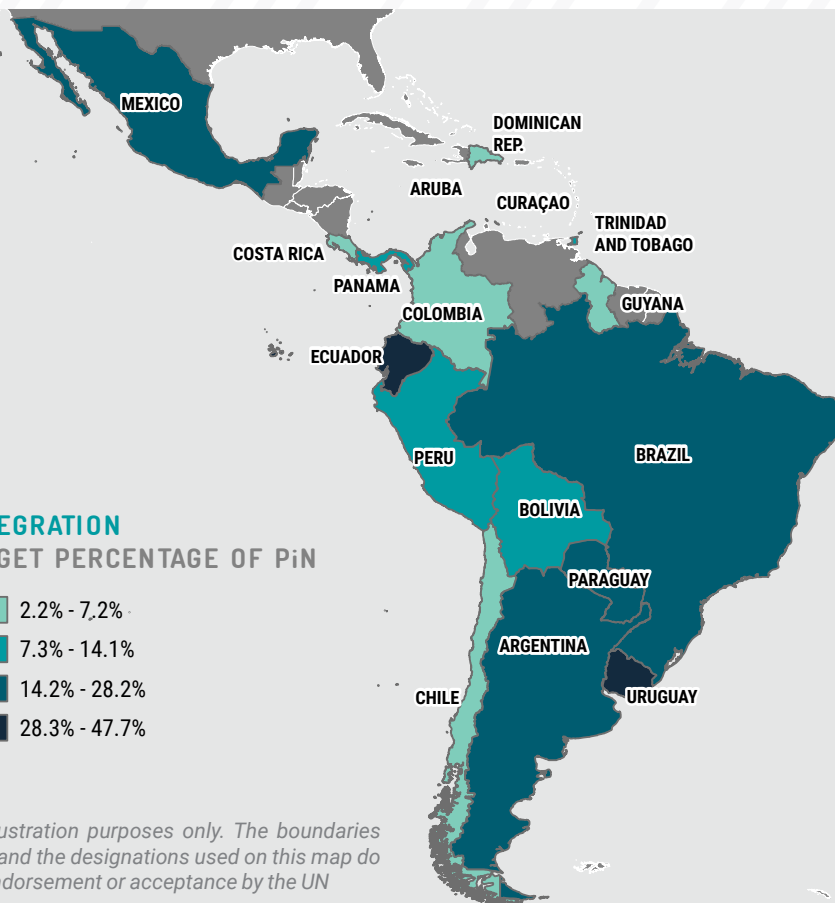 MEXICO
DOMINICAN
REP.
ARUBA
CURAÇAO
TRINIDAD
AND TOBAGO
COSTA RICA
PANAMA
COLOMBIA
GUYANA
ECUADOR
PERU
BRAZIL
BOLIVIA
PARAGUAY
ARGENTINA
CHILE
URUGUAY
EGRATION
GET PERCENTAGE OF PiN
2.2% - 7.2%
7.3% - 14.1%
14.2% - 28.2%
28.3% - 47.7%
ustration purposes only. The boundaries
and the designations used on this map do
ndorsement or acceptance by the UN